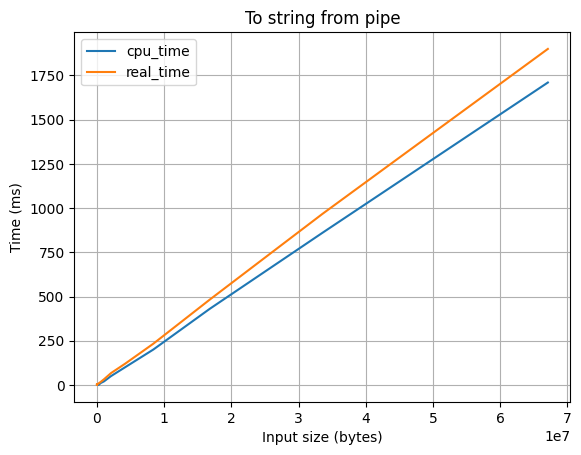 To string from pipe
cpu_time
real_time
Time (ms)
1750
1500
1250
1000
750
500
250
0
0 1 2 3 4 5 6 7
1e7
Input size (bytes)